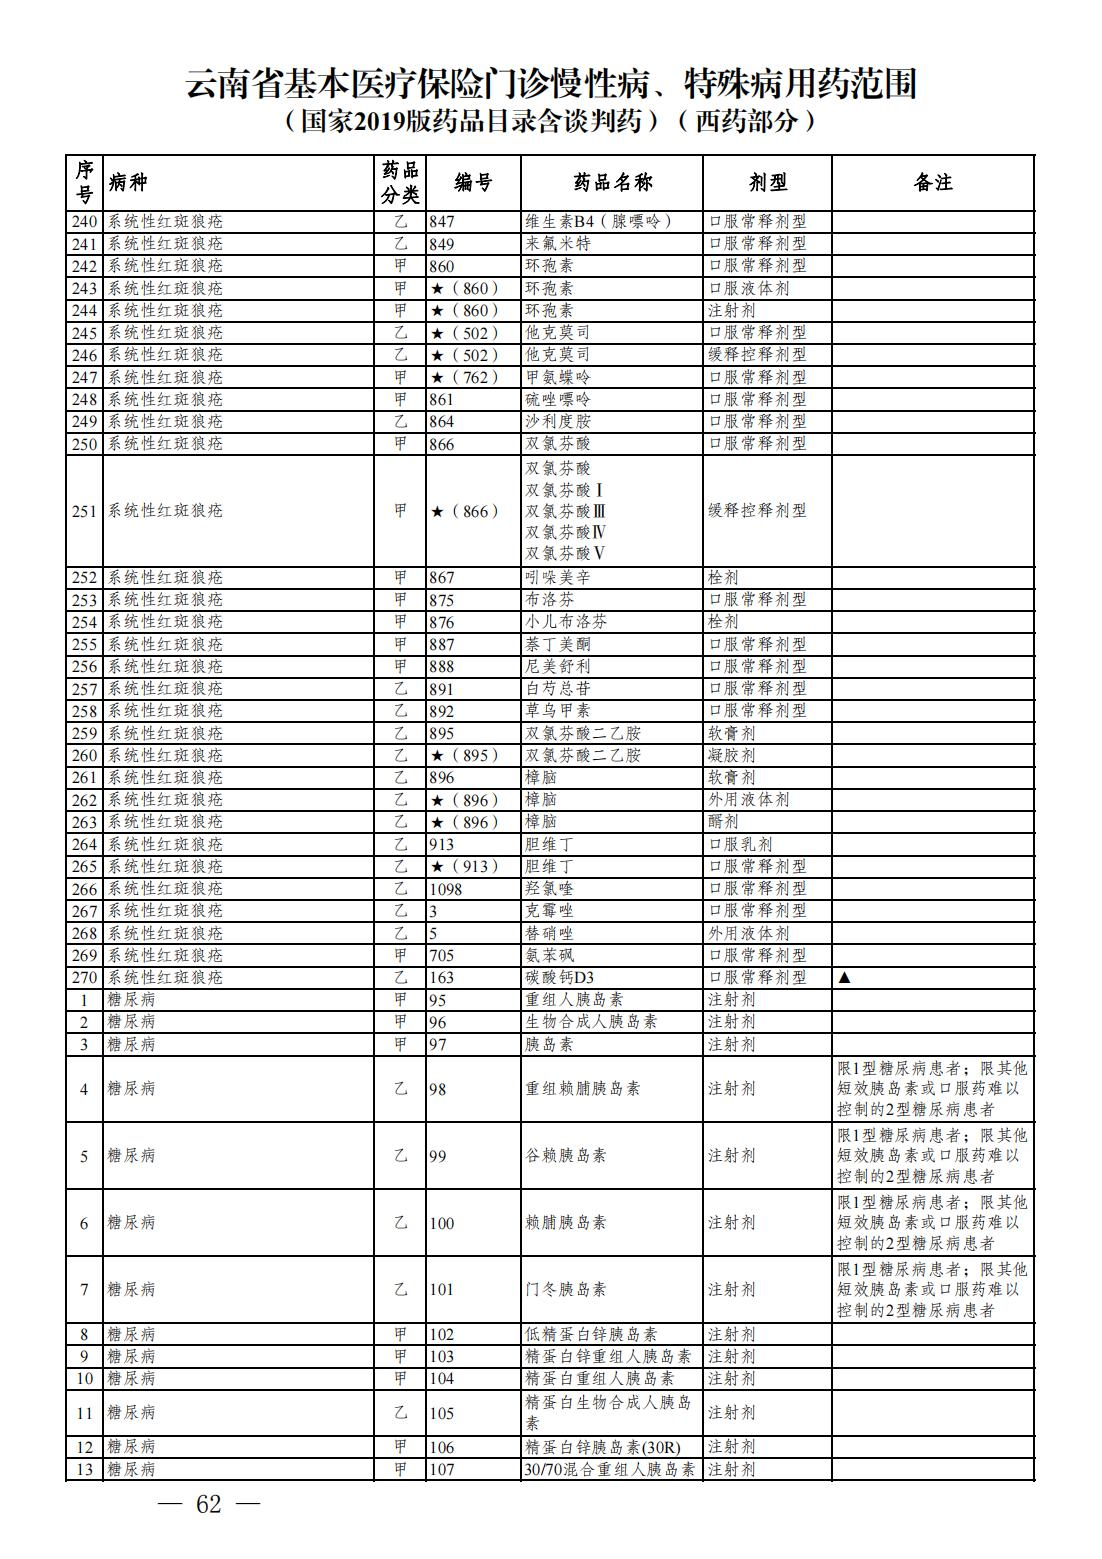 云南省基本医疗保险门诊慢性病、特殊病用药范围
（国家2019版药品目录含谈判药）（西药部分）
序号 病种 药品分类 编号 药品名称 剂型 备注
240 系统性红斑狼疮 乙 847 维生素B4（腺嘌呤） 口服常释剂型
241 系统性红斑狼疮 乙 849 来氟米特 口服常释剂型
242 系统性红斑狼疮 甲 860 环孢素 口服常释剂型
243 系统性红斑狼疮 甲 ★（860） 环孢素 口服液体剂
244 系统性红斑狼疮 甲 ★（860） 环孢素 注射剂
245 系统性红斑狼疮 乙 ★（502） 他克莫司 口服常释剂型
246 系统性红斑狼疮 乙 ★（502） 他克莫司 缓释控释剂型
247 系统性红斑狼疮 甲 ★（762） 甲氨蝶呤 口服常释剂型
248 系统性红斑狼疮 甲 861 硫唑嘌呤 口服常释剂型
249 系统性红斑狼疮 乙 864 沙利度胺 口服常释剂型
250 系统性红斑狼疮 甲 866 双氯芬酸 口服常释剂型
251 系统性红斑狼疮 甲 ★（866） 双氯芬酸
双氯芬酸Ⅰ
双氯芬酸Ⅲ
双氯芬酸Ⅳ
双氯芬酸Ⅴ 缓释控释剂型
252 系统性红斑狼疮 甲 867 吲哚美辛 栓剂
253 系统性红斑狼疮 甲 875 布洛芬 口服常释剂型
254 系统性红斑狼疮 甲 876 小儿布洛芬 栓剂
255 系统性红斑狼疮 甲 887 萘丁美酮 口服常释剂型
256 系统性红斑狼疮 甲 888 尼美舒利 口服常释剂型
257 系统性红斑狼疮 乙 891 白芍总苷 口服常释剂型
258 系统性红斑狼疮 乙 892 草乌甲素 口服常释剂型
259 系统性红斑狼疮 乙 895 双氯芬酸二乙胺 软膏剂
260 系统性红斑狼疮 乙 ★（895） 双氯芬酸二乙胺 凝胶剂
261 系统性红斑狼疮 乙 896 樟脑 软膏剂
262 系统性红斑狼疮 乙 ★（896） 樟脑 外用液体剂
263 系统性红斑狼疮 乙 ★（896） 樟脑 酊剂
264 系统性红斑狼疮 乙 913 胆维丁 口服乳剂
265 系统性红斑狼疮 乙 ★（913） 胆维丁 口服常释剂型
266 系统性红斑狼疮 乙 1098 羟氯喹 口服常释剂型
267 系统性红斑狼疮 乙 3 克霉唑 口服常释剂型
268 系统性红斑狼疮 乙 5 替硝唑 外用液体剂
269 系统性红斑狼疮 甲 705 氨苯砜 口服常释剂型
270 系统性红斑狼疮 乙 163 碳酸钙D3 口服常释剂型 ▲
1 糖尿病 甲 95 重组人胰岛素 注射剂
2 糖尿病 甲 96 生物合成人胰岛素 注射剂
3 糖尿病 甲 97 胰岛素 注射剂
4 糖尿病 乙 98 重组赖脯胰岛素 注射剂 限1型糖尿病患者；限其他
短效胰岛素或口服药难以
控制的2型糖尿病患者
5 糖尿病 乙 99 谷赖胰岛素 注射剂 限1型糖尿病患者；限其他
短效胰岛素或口服药难以
控制的2型糖尿病患者
6 糖尿病 乙 100 赖脯胰岛素 注射剂 限1型糖尿病患者；限其他
短效胰岛素或口服药难以
控制的2型糖尿病患者
7 糖尿病 乙 101 门冬胰岛素 注射剂 限1型糖尿病患者；限其他
短效胰岛素或口服药难以
控制的2型糖尿病患者
8 糖尿病 甲 102 低精蛋白锌胰岛素 注射剂
9 糖尿病 甲 103 精蛋白锌重组人胰岛素 注射剂
10 糖尿病 甲 104 精蛋白重组人胰岛素 注射剂
11 糖尿病 乙 105 精蛋白生物合成人胰岛
素 注射剂
12 糖尿病 甲 106 精蛋白锌胰岛素(30R) 注射剂
13 糖尿病 甲 107 30/70混合重组人胰岛素 注射剂
— 62 —